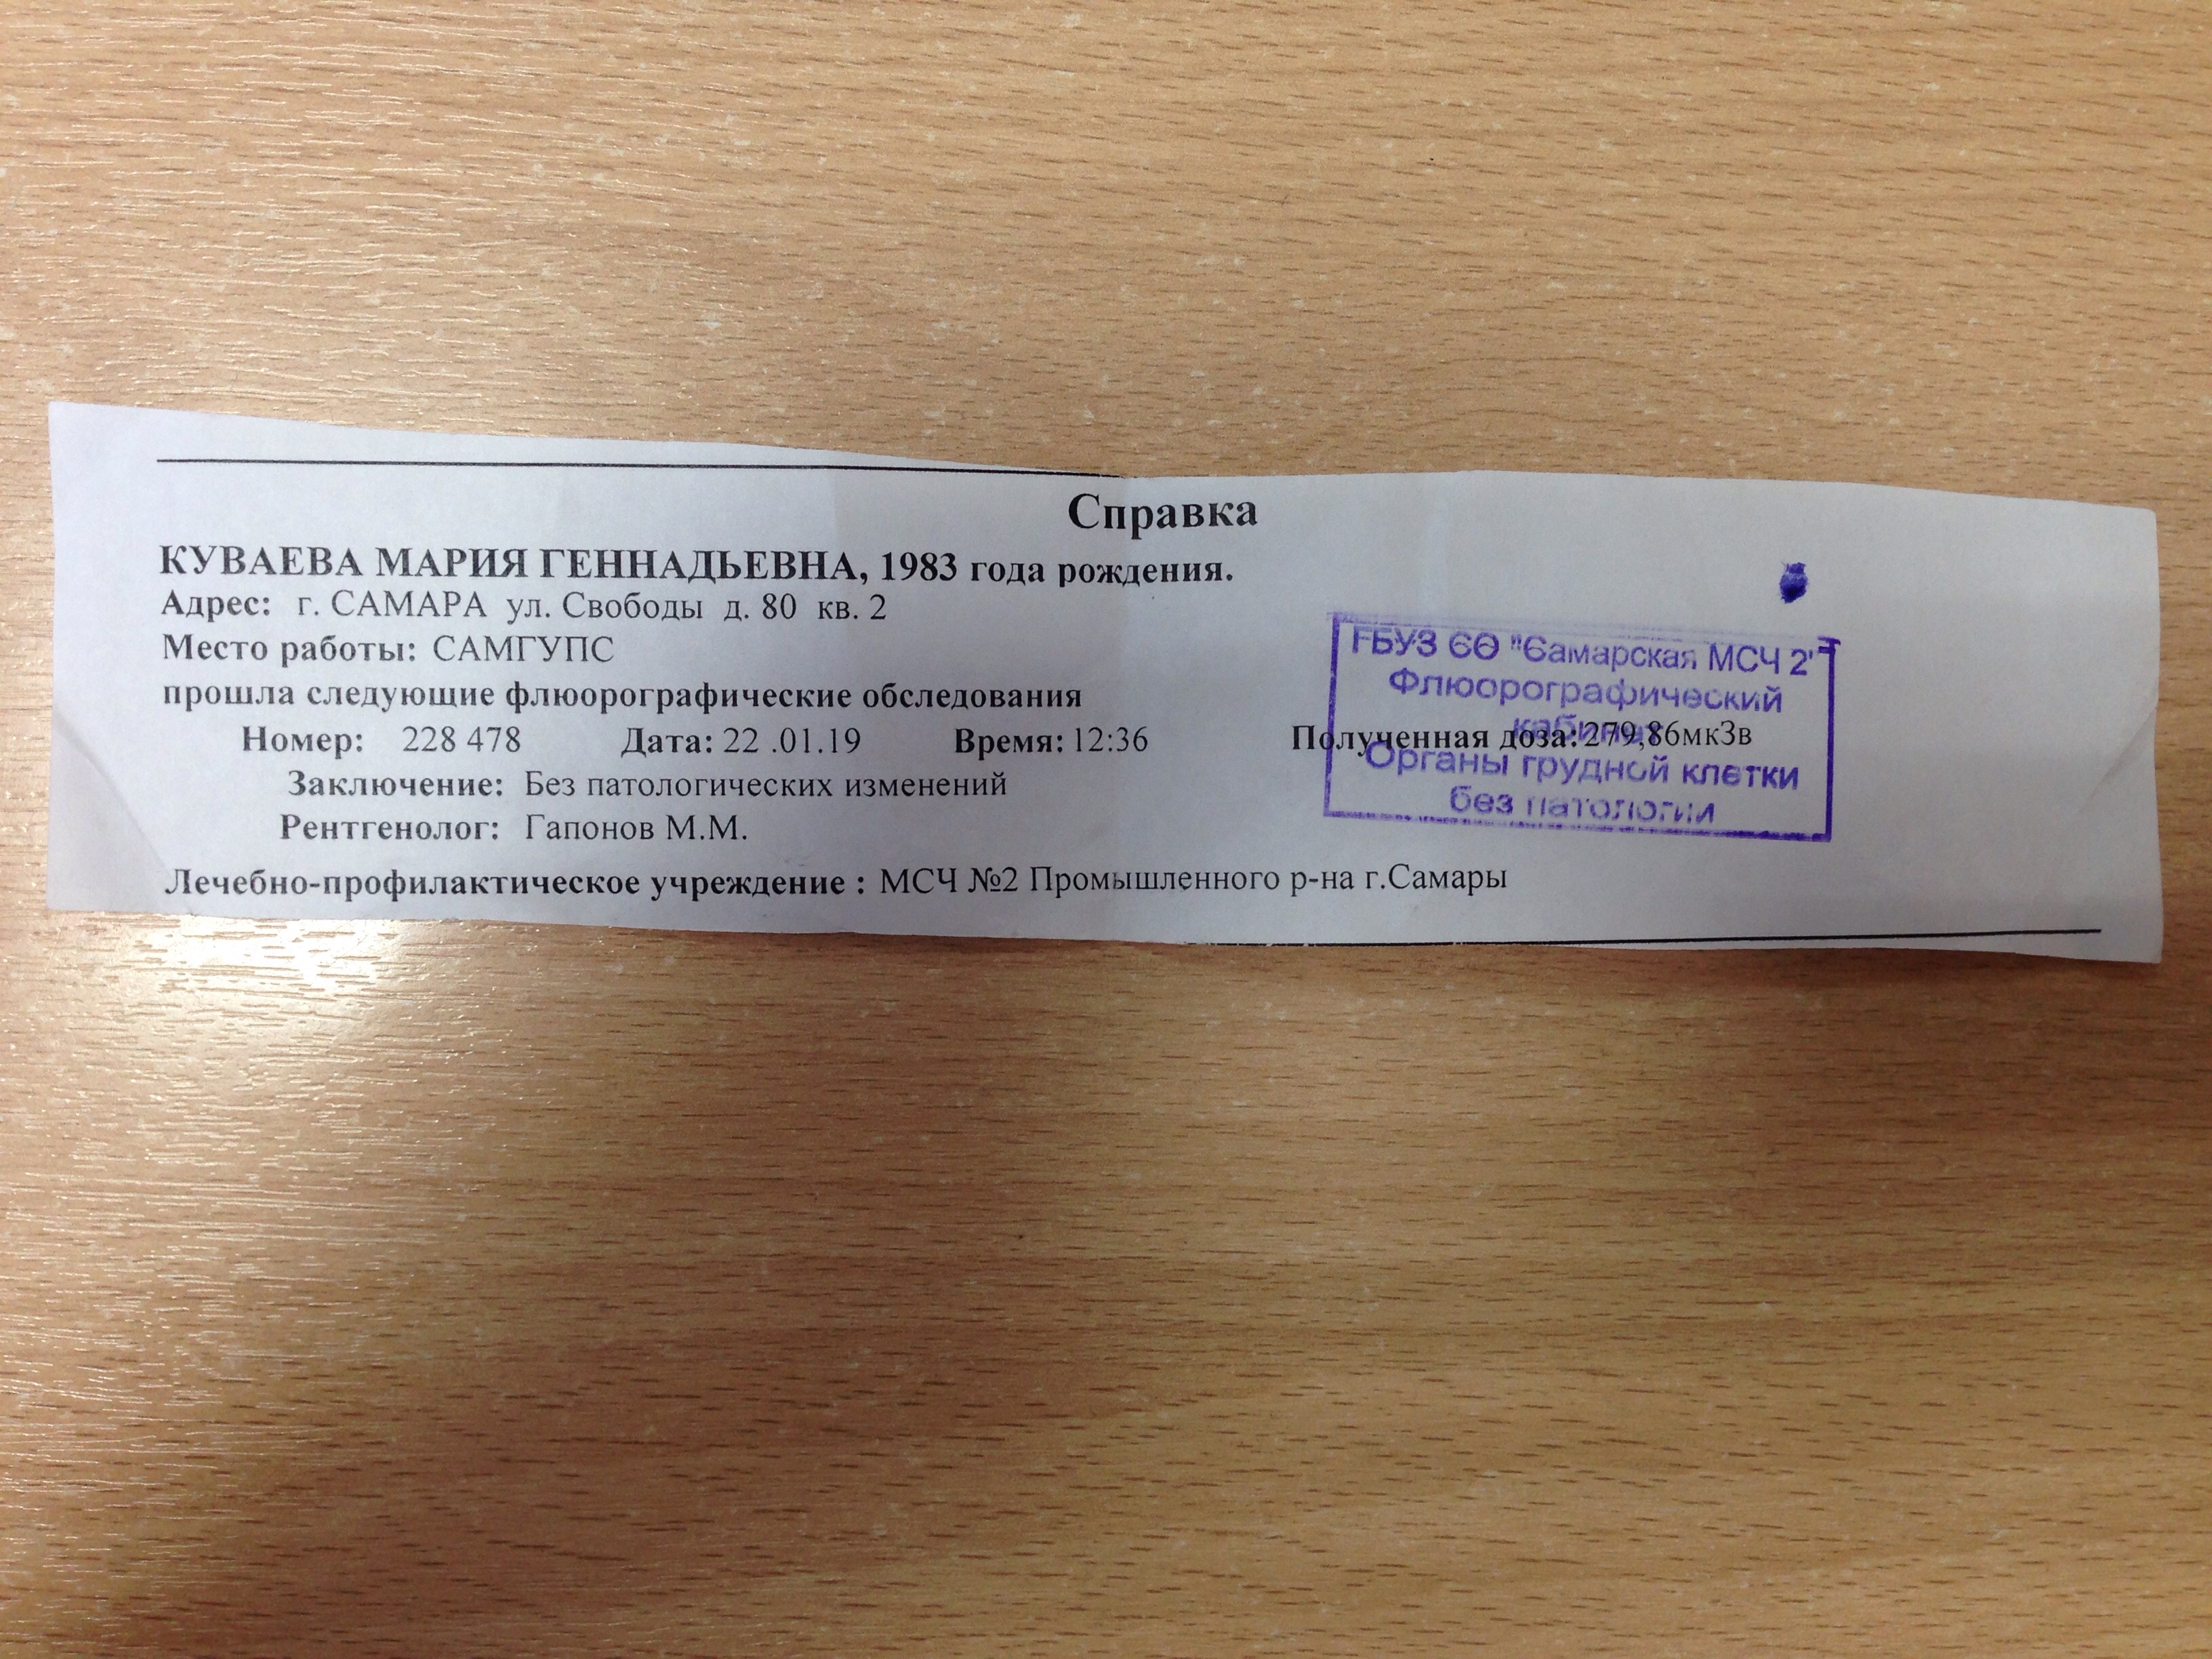 Справка
КУВАЕВА МАРИЯ ГЕННАДЬЕВНА, 1983 года рождения.
Адрес: г. САМАРА ул. Свободы д. 80 кв. 2
Место работы: САМГУПС
прошла следующие флюорографические обследования
Номер: 228 478 Дата: 22 .01.19 Время: 12:36 Полученная доза: 279,86мкЗв
Заключение: Без патологических изменений
Рентгенолог: Гапонов М.М.
Лечебно-профилактическое учреждение : МСЧ №2 Промышленного р-на г.Самары
ГБУЗ СО "Самарская МСЧ 2"
Флюорографический
кабинет
Органы грудной клетки
без патологии